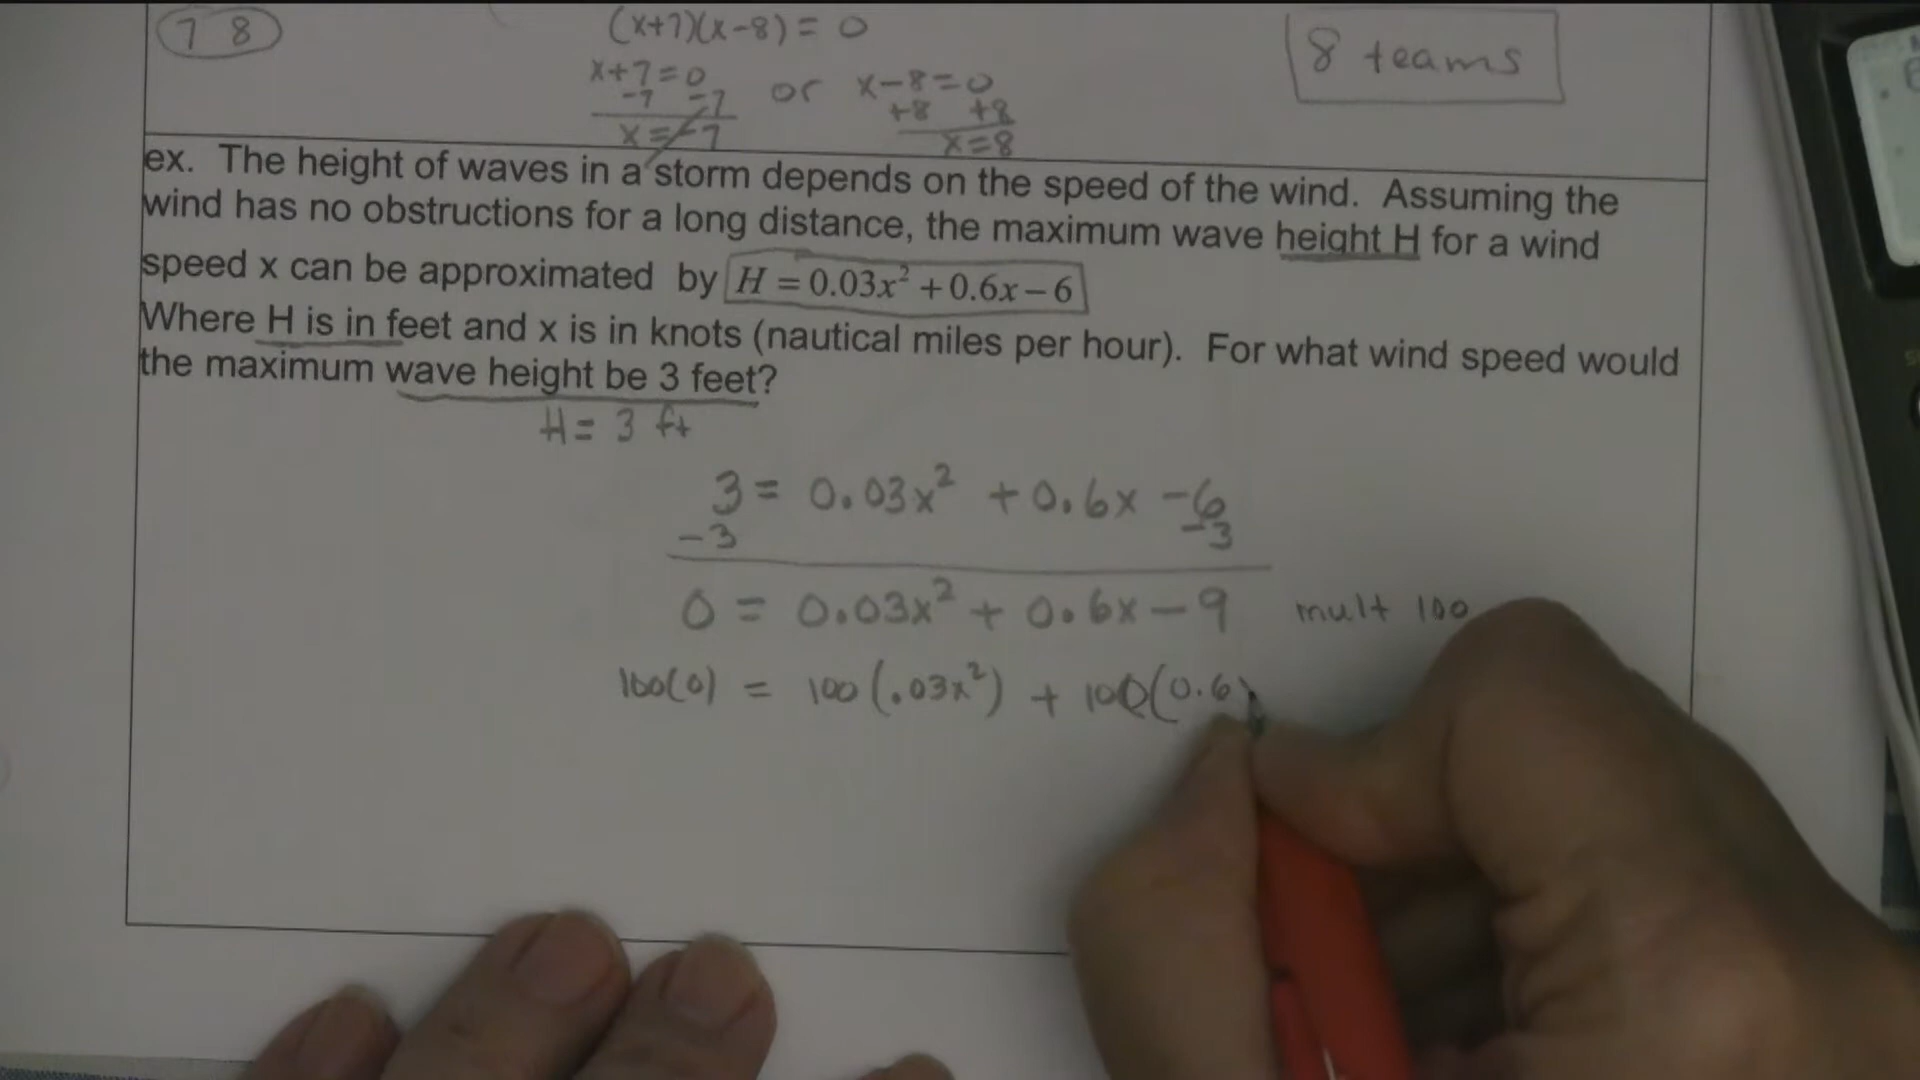 7 8
(x+7)(x-8) = 0
x+7=0 or x-8=0
-7 -7 +8 +8
x=-7 x=8
8 teams
ex. The height of waves in a storm depends on the speed of the wind. Assuming the
wind has no obstructions for a long distance, the maximum wave height H for a wind
speed x can be approximated by H = 0.03x² + 0.6x – 6
Where H is in feet and x is in knots (nautical miles per hour). For what wind speed would
the maximum wave height be 3 feet?
H = 3 ft
3 = 0.03x² + 0.6x - 6
-3 -3
0 = 0.03x² + 0.6x - 9 mult 100
100(0) = 100(.03x²) + 100(0.6